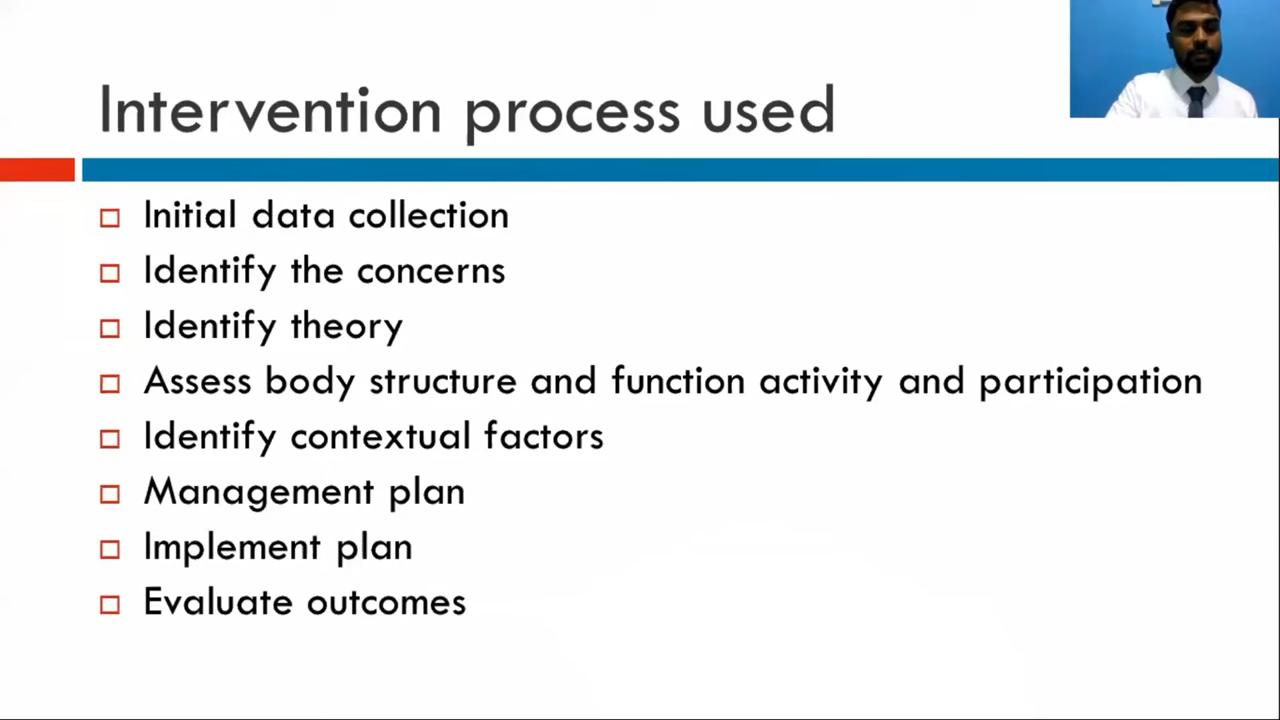 Intervention process used
Initial data collection
Identify the concerns
Identify theory
Assess body structure and function activity and participation
Identify contextual factors
Management plan
Implement plan
Evaluate outcomes